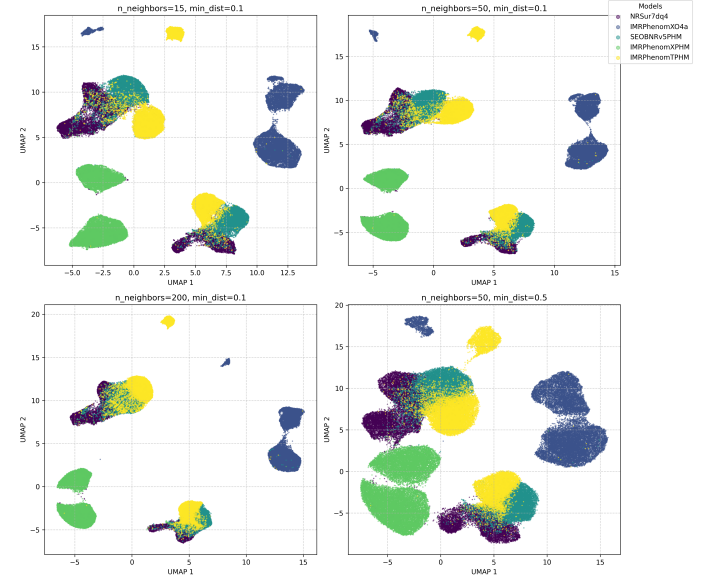 n_neighbors=15, min_dist=0.1
n_neighbors=50, min_dist=0.1
Models
NRSur7dq4
IMRPhenomXO4a
SEOBNRv5PHM
IMRPhenomXPHM
IMRPhenomTPHM
UMAP 2
15
10
5
0
−5
−5.0
−2.5
0.0
2.5
5.0
7.5
10.0
12.5
UMAP 1
UMAP 2
15
10
5
0
−5
−5
0
5
10
15
UMAP 1
n_neighbors=200, min_dist=0.1
n_neighbors=50, min_dist=0.5
UMAP 2
20
15
10
5
0
−5
−5
0
5
10
15
UMAP 1
UMAP 2
20
15
10
5
0
−5
−5
0
5
10
15
UMAP 1